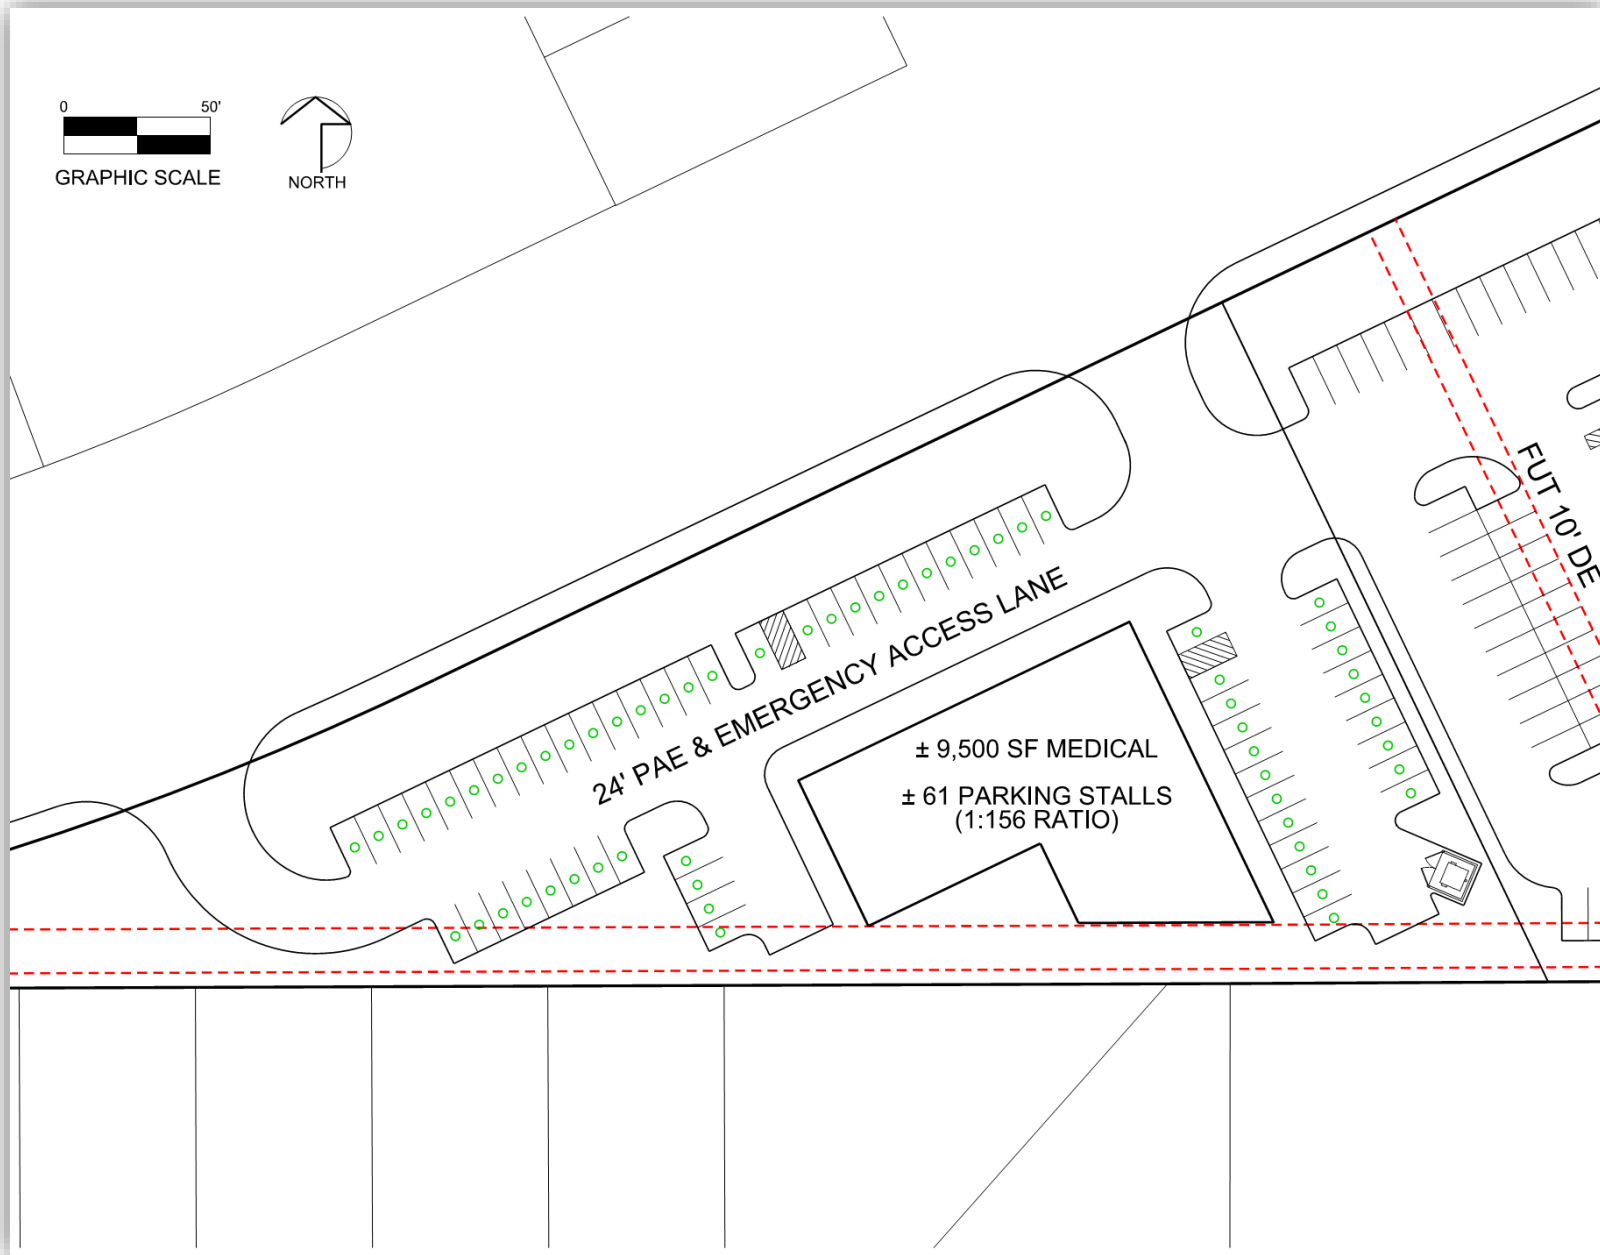 0 50'
GRAPHIC SCALE
NORTH
FUT 10' DE
24' PAE & EMERGENCY ACCESS LANE
± 9,500 SF MEDICAL
± 61 PARKING STALLS
(1:156 RATIO)